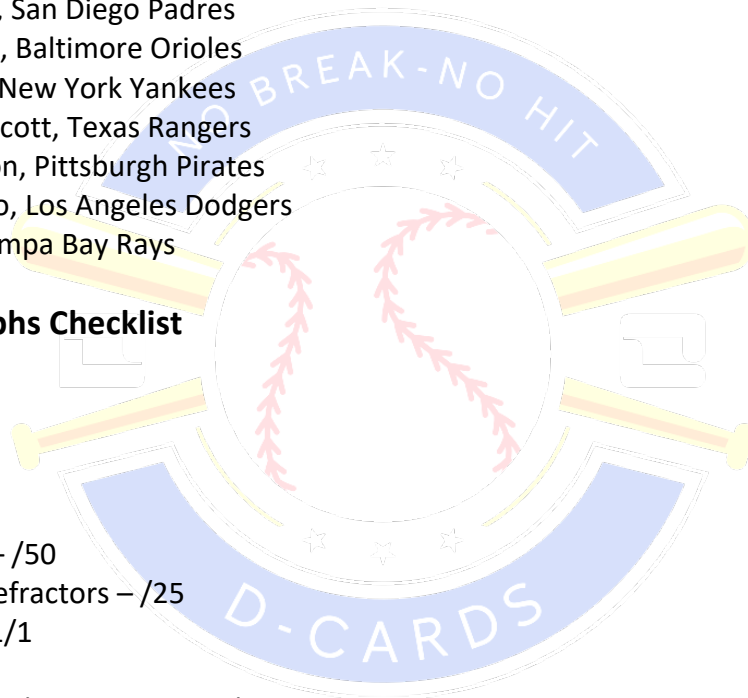 , San Diego Padres
, Baltimore Orioles
New York Yankees
cott, Texas Rangers
on, Pittsburgh Pirates
o, Los Angeles Dodgers
mpa Bay Rays
phs Checklist
– /50
efractors – /25
1/1
NO BREAK-NO HIT
D-CARDS